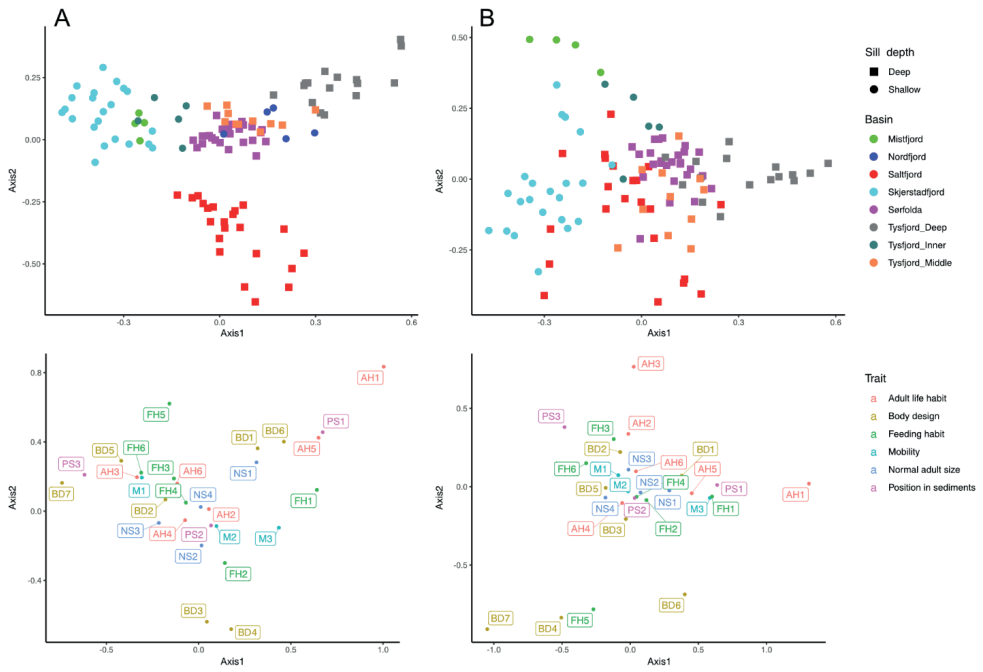 A
B
Axis2
0.25
0.00
-0.25
-0.50
-0.3
0.0
0.3
0.6
Axis1
Axis2
0.50
0.25
0.00
-0.25
-0.3
0.0
0.3
0.6
Axis1
Sill depth
Deep
Shallow
Basin
Mistfjord
Nordfjord
Saltfjord
Skjerstadfjord
Sørfolda
Tysfjord_Deep
Tysfjord_Inner
Tysfjord_Middle
Axis2
0.8
0.4
0.0
-0.4
AH1
FH5
PS1
BD1
BD6
AH5
BD5
FH6
PS3
AH3
FH3
AH6
NS1
BD7
M1
FH4
NS4
FH1
BD2
AH2
NS3
AH4
PS2
M2
M3
NS2
FH2
BD3
BD4
-0.5
0.0
0.5
1.0
Axis1
Axis2
0.5
0.0
-0.5
AH3
PS3
AH2
FH3
BD2
NS3
BD1
FH6
M1
AH6
AH5
BD5
M2
FH4
PS1
AH1
NS4
PS2
NS1
M3
FH1
AH4
BD3
FH2
BD6
BD7
BD4
FH5
-1.0
-0.5
0.0
0.5
1.0
Axis1
Trait
a Adult life habit
a Body design
a Feeding habit
a Mobility
a Normal adult size
a Position in sediments